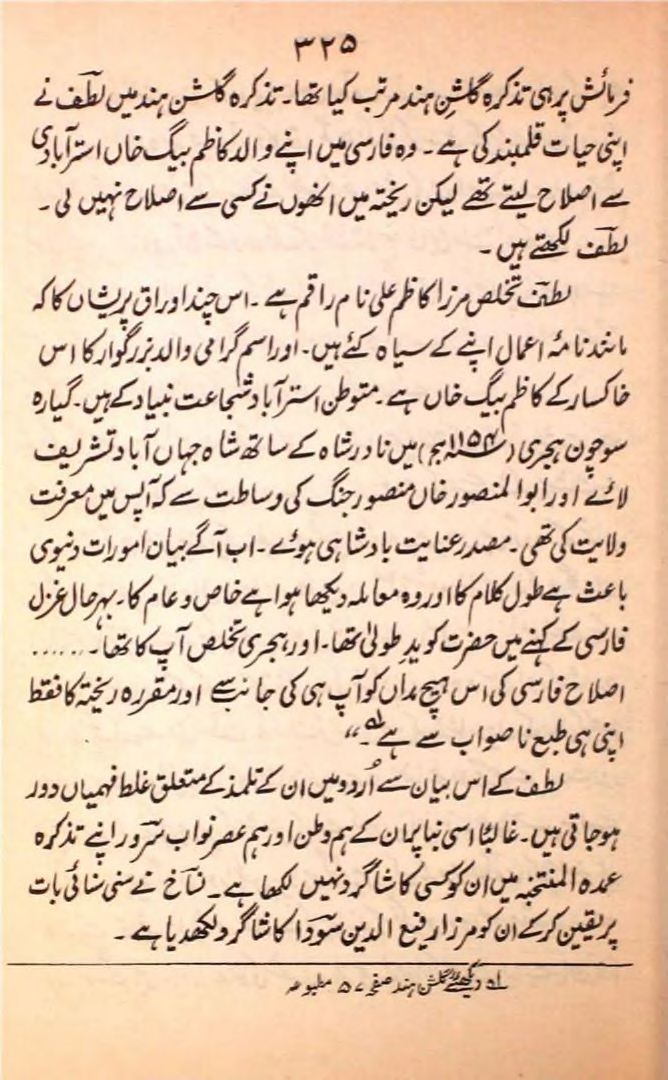 ۳۲۵
فرمائش پر ہی تذکرہ گلشنِ ہند مرتب کیا تھا۔ تذکرہ گلشن ہند میں لطفؔ نے
اپنی حیات قلمبند کی ہے۔ وہ فارسی میں اپنے والد کاظم بیگ خاں استرآبادی
سے اصلاح لیتے تھے لیکن ریختہ میں انھوں نے کسی سے اصلاح نہیں لی۔
لطفؔ لکھتے ہیں۔
لطفؔ تخلص مرزا کاظم علی نام راقم ہے۔ اس چند اوراق پریشاں کا کہ
مانند نامۂ اعمال اپنے کے سیاہ کئے ہیں۔ اور اسم گرامی والد بزرگوار کا اس
خاکسار کے کاظم بیگ خاں ہے۔ متوطن استرآباد شجاعت بنیاد کے ہیں۔ گیارہ
سو چون ہجری (۱۱۵۴ھج) میں نادر شاہ کے ساتھ شاہ جہاں آباد تشریف
لائے اور ابوالمنصور خاں منصور جنگ کی وساطت سے کہ آپس میں معرفت
ولایت کی تھی۔ مصدر عنایت بادشاہی ہوئے۔ اب آگے بیان امورات دنیوی
باعث ہے طول کلام کا اور وہ معاملہ دیکھا ہوا ہے خاص و عام کا۔ بہرحال غزل
فارسی کے کہنے میں حضرت کو یدِ طولیٰ تھا۔ اور ہجری تخلص آپ کا تھا۔......
اصلاح فارسی کی اس ہیچ مداں کو آپ ہی کی جانب سے اور مقررہ ریختہ کا فقط
اپنی ہی طبع ناصواب سے ہے۔۱؎"
لطف کے اس بیان سے اُردو میں ان کے تلمذ کے متعلق غلط فہمیاں دور
ہو جاتی ہیں۔ غالباً اسی بنا پر ان کے ہم وطن اور ہم عصر نواب سرورؔ اپنے تذکرہ
عمدہ المنتخبہ میں ان کو کسی کا شاگرد نہیں لکھا ہے۔ نساخؔ نے سنی سنائی بات
پر یقین کر کے ان کو مرزا رفیع الدین سوداؔ کا شاگرد لکھدیا ہے۔
۱؎ دیکھئے گلشن ہند صفحہ ۵۷ مطبوعہ